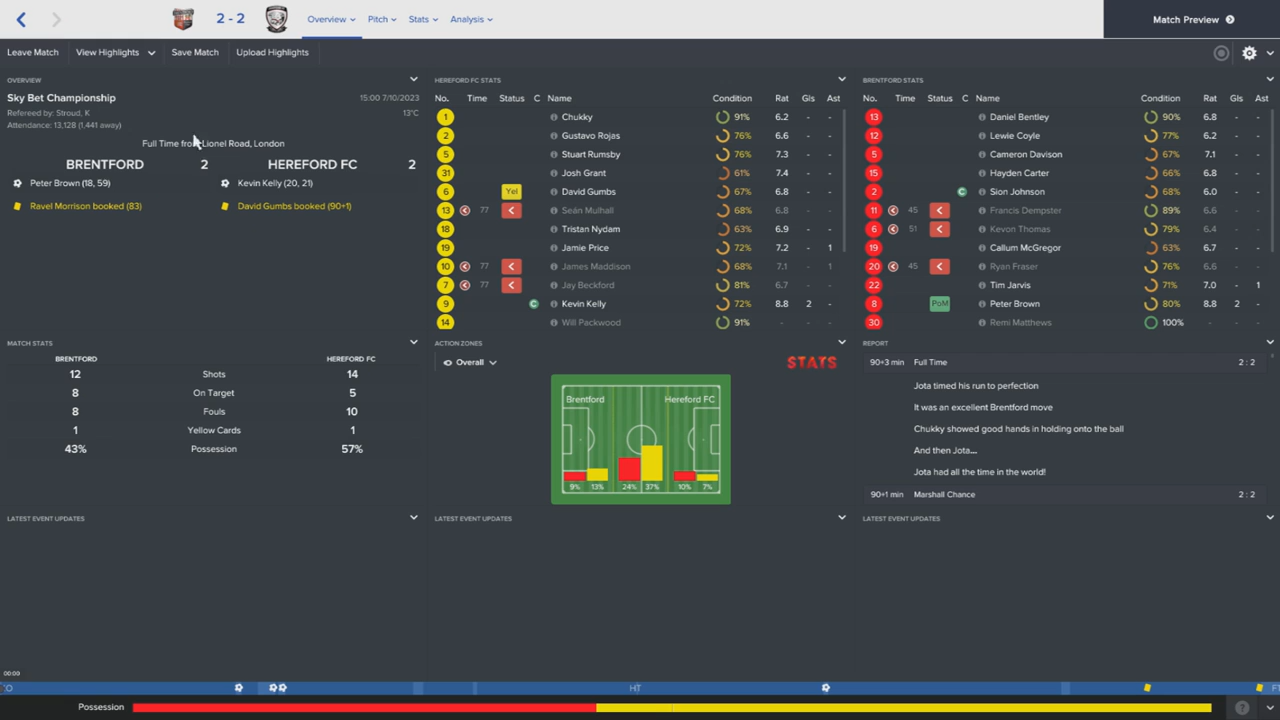 2 - 2
Overview
Pitch
Stats
Analysis
Match Preview
Leave Match
View Highlights
Save Match
Upload Highlights
OVERVIEW
Sky Bet Championship
15:00 7/10/2023
Refereed by: Stroud, K
13°C
Attendance: 13,128 (1,441 away)
Full Time from Lionel Road, London
BRENTFORD 2 HEREFORD FC 2
Peter Brown (18, 59)
Kevin Kelly (20, 21)
Ravel Morrison booked (83)
David Gumbs booked (90+1)
HEREFORD FC STATS
No. Time Status C Name Condition Rat Gls Ast
1 Chukky 91% 6.2 - -
2 Gustavo Rojas 76% 6.6 - -
5 Stuart Rumsby 76% 7.3 - -
31 Josh Grant 61% 7.4 - -
6 Yel David Gumbs 67% 6.8 - -
13 77 Seán Mulhall 68% 6.8 - -
18 Tristan Nydam 63% 6.9 - -
19 Jamie Price 72% 7.2 - 1
10 77 James Maddison 68% 7.1 - 1
7 77 Jay Beckford 81% 6.7 - -
9 C Kevin Kelly 72% 8.8 2 -
14 Will Packwood 91% - - -
BRENTFORD STATS
No. Time Status C Name Condition Rat Gls Ast
13 Daniel Bentley 90% 6.8 - -
12 Lewie Coyle 77% 6.2 - -
5 Cameron Davison 67% 7.1 - -
15 Hayden Carter 66% 6.8 - -
2 C Sion Johnson 68% 6.0 - -
11 45 Francis Dempster 89% 6.6 - -
6 51 Kevon Thomas 79% 6.4 - -
19 Callum McGregor 63% 6.7 - -
20 45 Ryan Fraser 76% 6.6 - -
22 Tim Jarvis 71% 7.0 - 1
8 PoM Peter Brown 80% 8.8 2 -
30 Remi Matthews 100% - - -
MATCH STATS
BRENTFORD HEREFORD FC
12 Shots 14
8 On Target 5
8 Fouls 10
1 Yellow Cards 1
43% Possession 57%
ACTION ZONES
Overall
STATS
Brentford Hereford FC
9% 13% 24% 37% 10% 7%
REPORT
90+3 min Full Time 2 : 2
Jota timed his run to perfection
It was an excellent Brentford move
Chukky showed good hands in holding onto the ball
And then Jota...
Jota had all the time in the world!
90+1 min Marshall Chance 2 : 2
LATEST EVENT UPDATES
LATEST EVENT UPDATES
LATEST EVENT UPDATES
00:00
HT
Possession
?